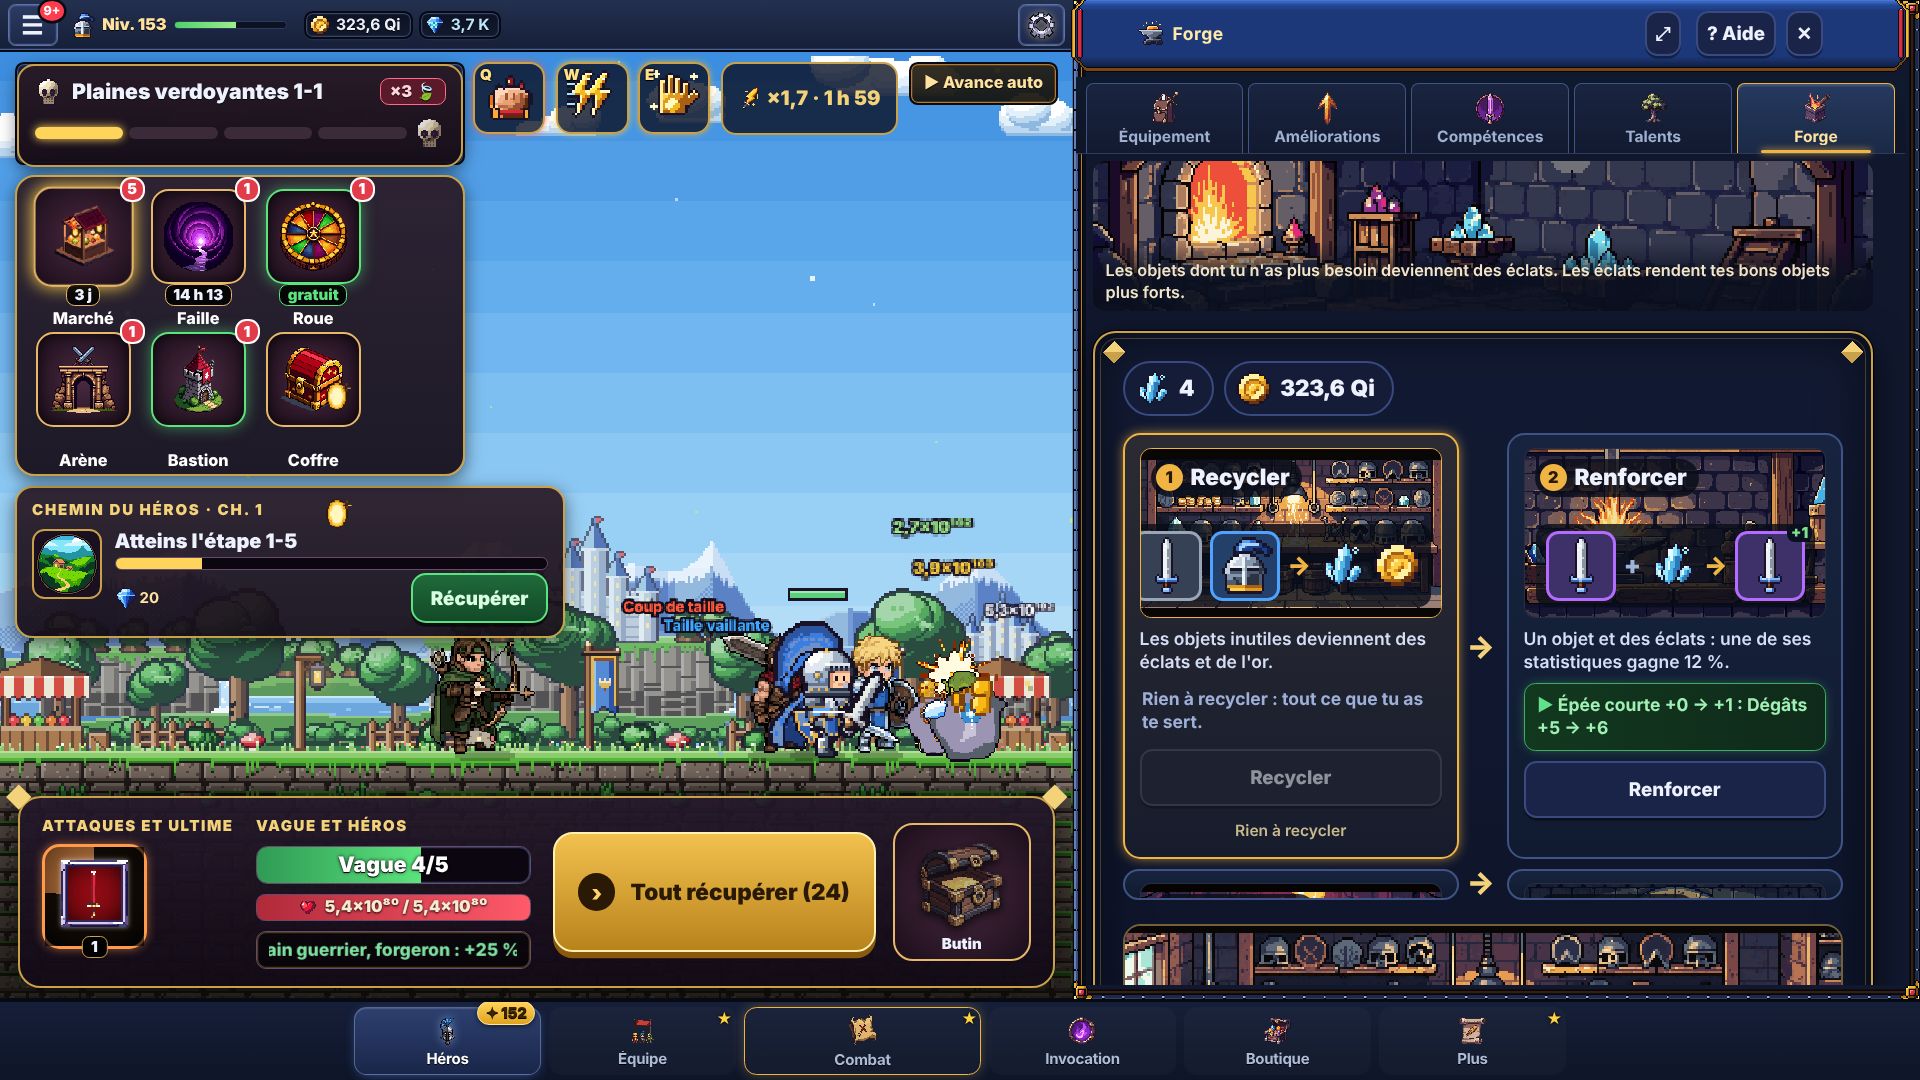 9+
Niv. 153
323,6 Qi
3,7 K
Plaines verdoyantes 1-1
×3
Q
W
E
×1,7 · 1 h 59
Avance auto
5
1
1
3 j
14 h 13
gratuit
Marché
Faille
Roue
1
1
Arène
Bastion
Coffre
CHEMIN DU HÉROS · CH. 1
Atteins l'étape 1-5
20
Récupérer
Coup de taille
Taille vaillante
ATTAQUES ET ULTIME
1
VAGUE ET HÉROS
Vague 4/5
5,4×10⁸⁰ / 5,4×10⁸⁰
ain guerrier, forgeron : +25 %
Tout récupérer (24)
Butin
Forge
? Aide
Équipement
Améliorations
Compétences
Talents
Forge
Les objets dont tu n'as plus besoin deviennent des éclats. Les éclats rendent tes bons objets
plus forts.
4
323,6 Qi
1 Recycler
Les objets inutiles deviennent des
éclats et de l'or.
Rien à recycler : tout ce que tu as
te sert.
Recycler
Rien à recycler
2 Renforcer
+1
Un objet et des éclats : une de ses
statistiques gagne 12 %.
Épée courte +0 → +1 : Dégâts
+5 → +6
Renforcer
152
Héros
Équipe
Combat
Invocation
Boutique
Plus